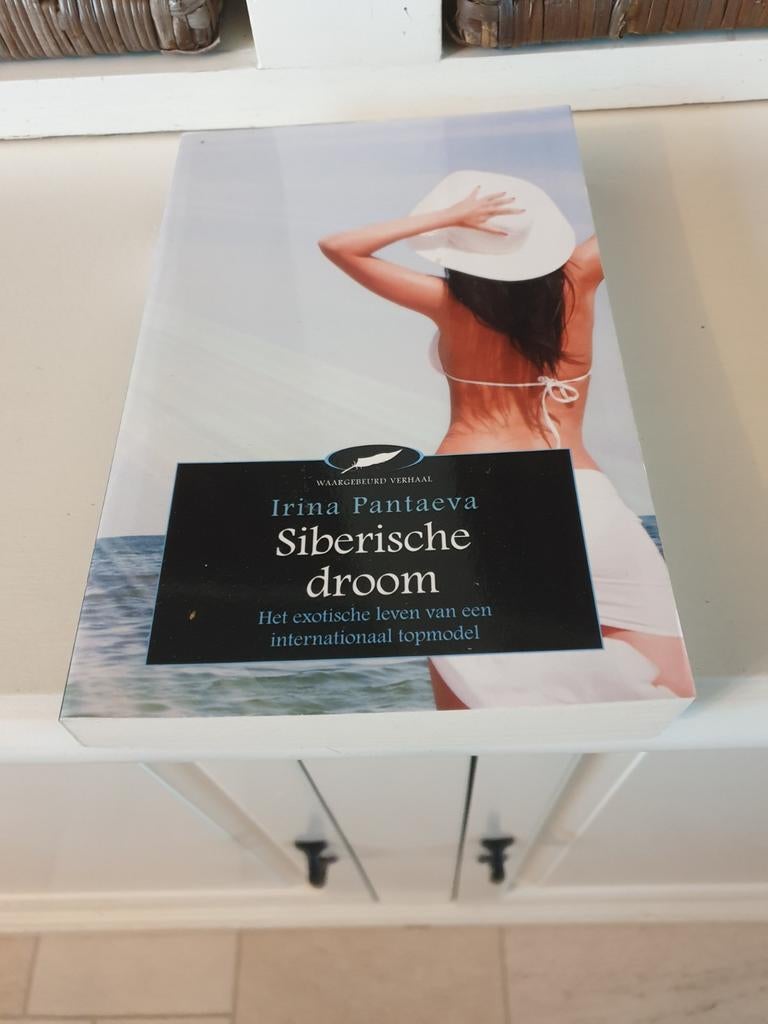 WAARGEBEURD VERHAAL
Irina Pantaeva
Siberische
droom
Het exotische leven van een
internationaal topmodel